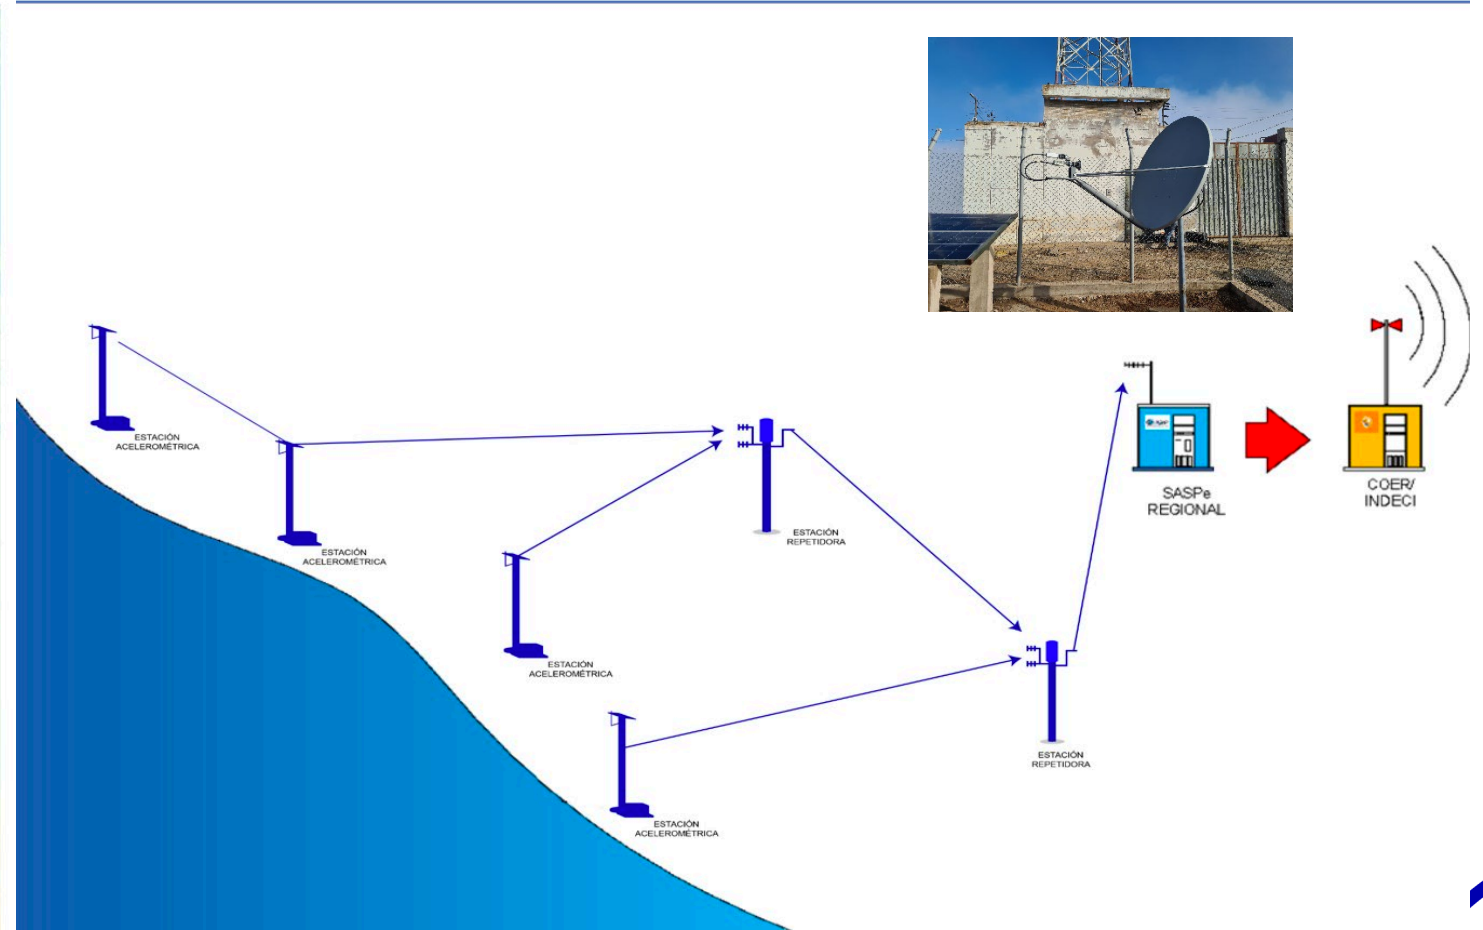 ESTACIÓN
ACELEROMÉTRICA
ESTACIÓN
ACELEROMÉTRICA
ESTACIÓN
ACELEROMÉTRICA
ESTACIÓN
ACELEROMÉTRICA
ESTACIÓN
REPETIDORA
ESTACIÓN
REPETIDORA
SASPe
REGIONAL
COER/
INDECI